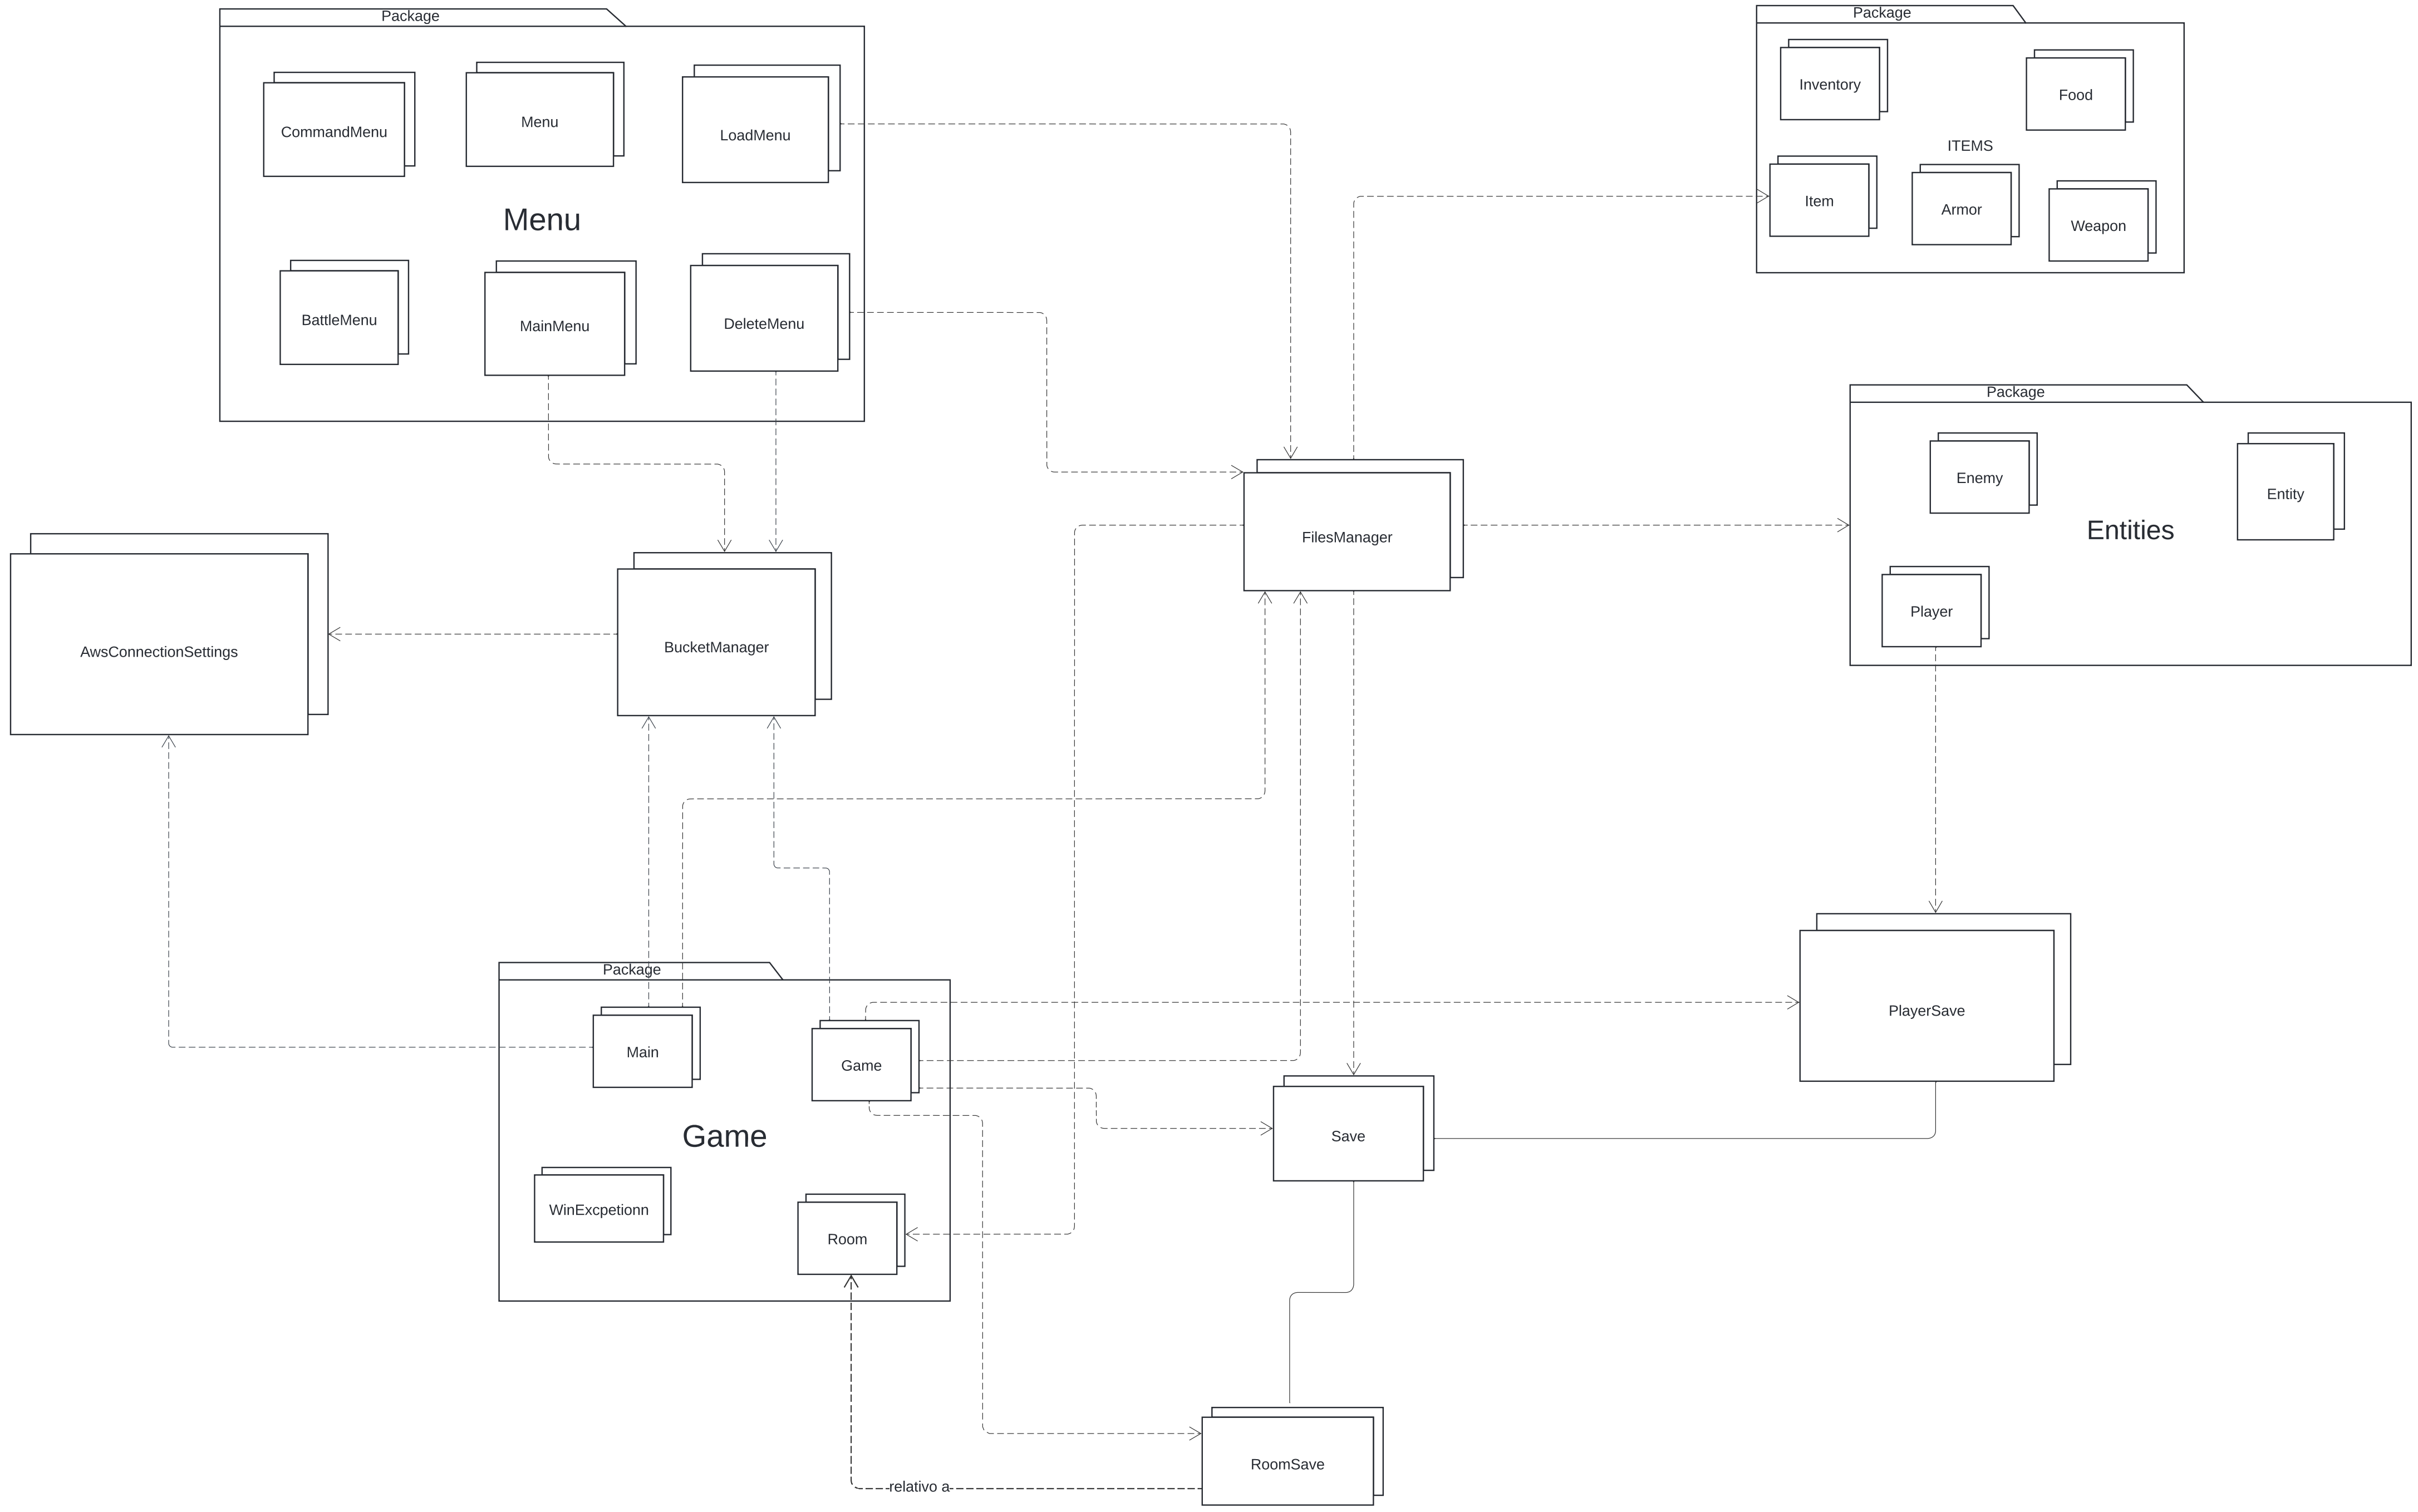 Package
Package
Inventory
Food
CommandMenu
Menu
LoadMenu
ITEMS
Item
Armor
Weapon
Menu
BattleMenu
MainMenu
DeleteMenu
Package
Enemy
Entity
Entities
FilesManager
Player
AwsConnectionSettings
BucketManager
Package
PlayerSave
Main
Game
Game
Save
WinExcpetionn
Room
RoomSave
relativo a